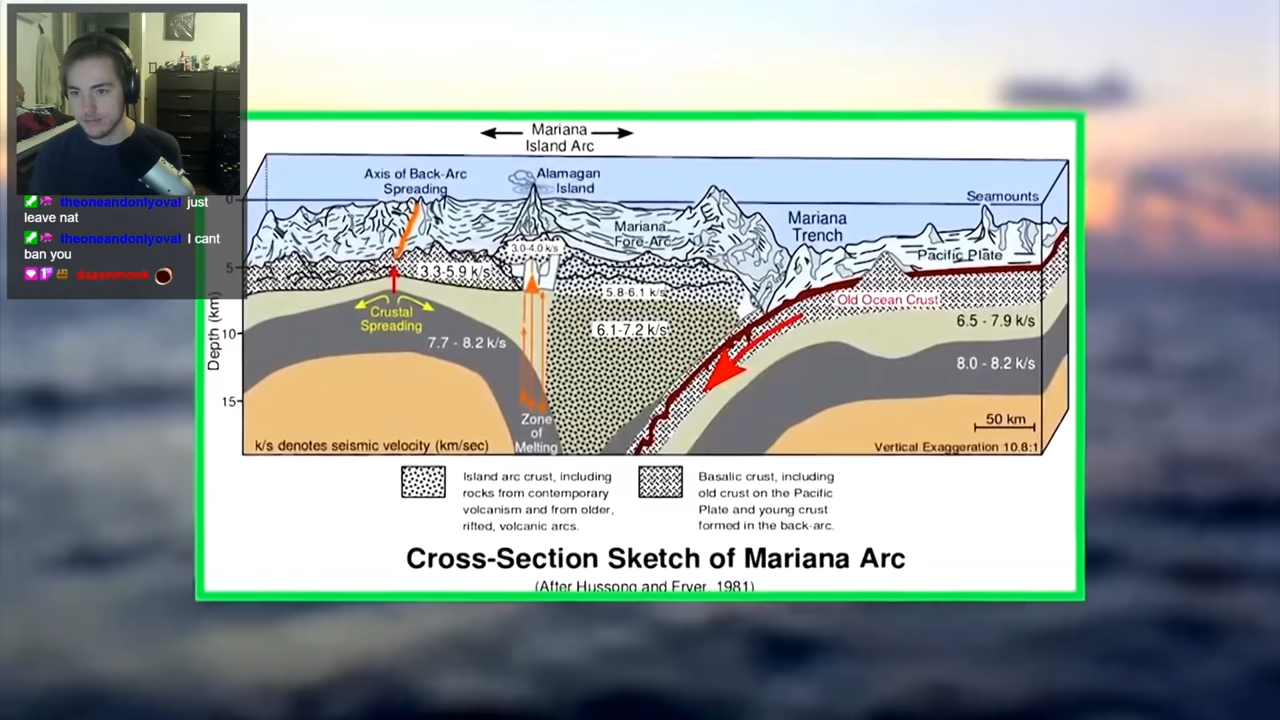 theoneandonlyoval just
leave nat
theoneandonlyoval I cant
ban you
dazenmonk
Mariana
Island Arc
Axis of Back-Arc
Spreading
Alamagan
Island
Seamounts
Mariana
Trench
Mariana
Fore-Arc
Pacific Plate
3.0-4.0 k/s
3.3-5.9 k/s
5.8-6.1 k/s
6.1-7.2 k/s
Old Ocean Crust
6.5 - 7.9 k/s
Crustal
Spreading
7.7 - 8.2 k/s
8.0 - 8.2 k/s
0
5
10
15
Depth (km)
Zone
of
Melting
50 km
k/s denotes seismic velocity (km/sec)
Vertical Exaggeration 10.8:1
Island arc crust, including
rocks from contemporary
volcanism and from older,
rifted, volcanic arcs.
Basalic crust, including
old crust on the Pacific
Plate and young crust
formed in the back-arc.
Cross-Section Sketch of Mariana Arc
(After Hussong and Fryer, 1981)